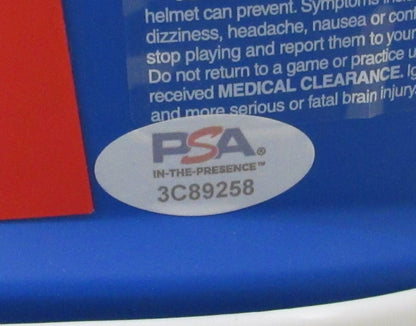 helmet can prevent. Symptoms
dizziness, headache, nausea or
stop playing and report them to your
Do not return to a game or practice
received MEDICAL CLEARANCE.
and more serious or fatal brain injury.
PSA®
IN-THE-PRESENCE™
3C89258